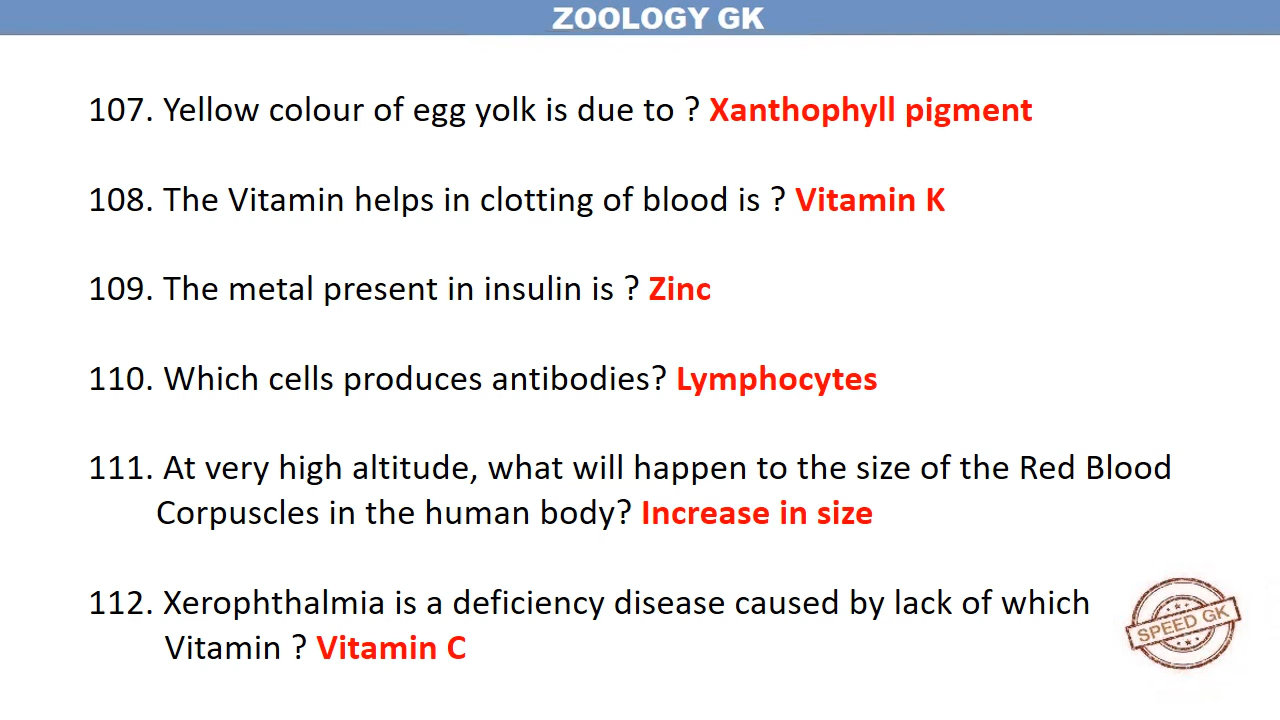 ZOOLOGY GK
107. Yellow colour of egg yolk is due to ? Xanthophyll pigment
108. The Vitamin helps in clotting of blood is ? Vitamin K
109. The metal present in insulin is ? Zinc
110. Which cells produces antibodies? Lymphocytes
111. At very high altitude, what will happen to the size of the Red Blood
Corpuscles in the human body? Increase in size
112. Xerophthalmia is a deficiency disease caused by lack of which
Vitamin ? Vitamin C
SPEED GK